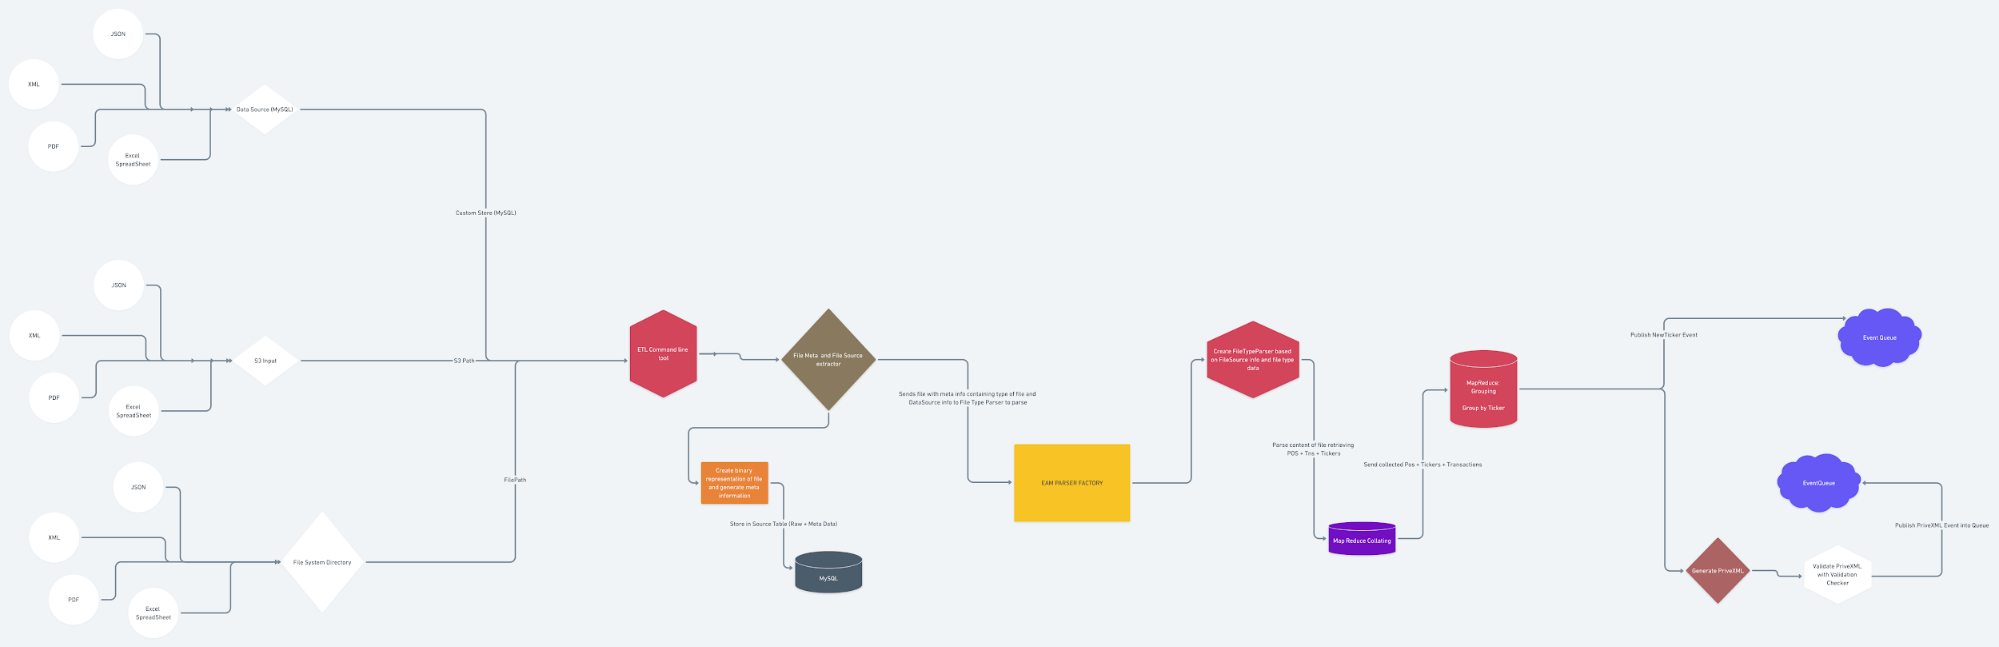 JSON
XML
Data Source (MySQL)
PDF
Excel
SpreadSheet
Custom Store (MySQL)
JSON
XML
S3 Input
S3 Path
PDF
Excel
SpreadSheet
JSON
XML
File System Directory
PDF
Excel
SpreadSheet
FilePath
ETL Command line
tool
File Meta and File Source
extractor
Create binary
representation of file
and generate meta
information
Store in Source Table (Raw + Meta Data)
MySQL
Sends file with meta info containing type of file and
DataSource info to File Type Parser to parse
EAM PARSER FACTORY
Create FileTypeParser based
on FileSource info and file type
data
Parse content of file retrieving
POS + Tns + Tickers
Map Reduce Collating
Send collected Pos + Tickers + Transactions
MapReduce:
Grouping
Group by Ticker
Publish NewTicker Event
Event Queue
EventQueue
Publish PriveXML Event into Queue
Generate PriveXML
Validate PriveXML
with Validation
Checker